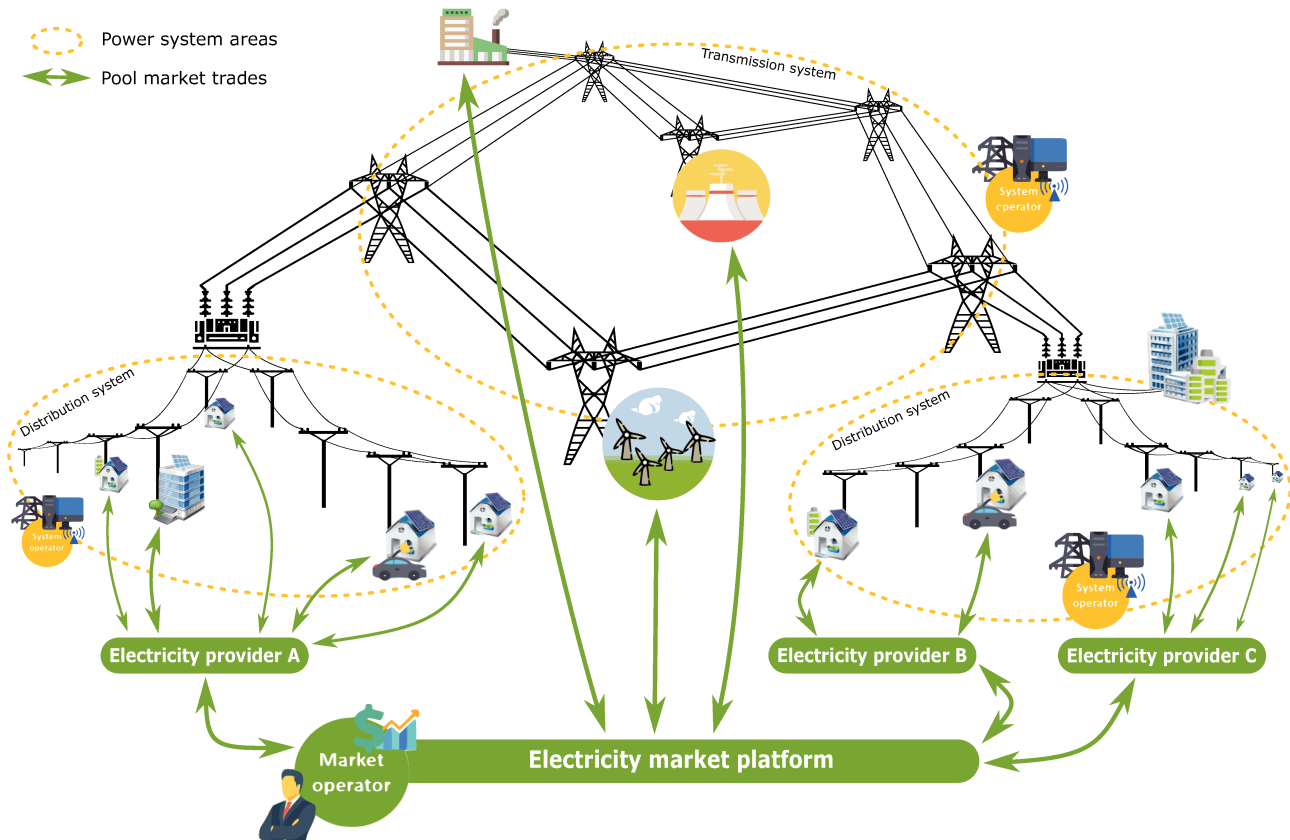 Power system areas
Pool market trades
Transmission system
System
operator
Distribution system
Distribution system
System
operator
System
operator
Electricity provider A
Electricity provider B
Electricity provider C
Electricity market platform
Market
operator